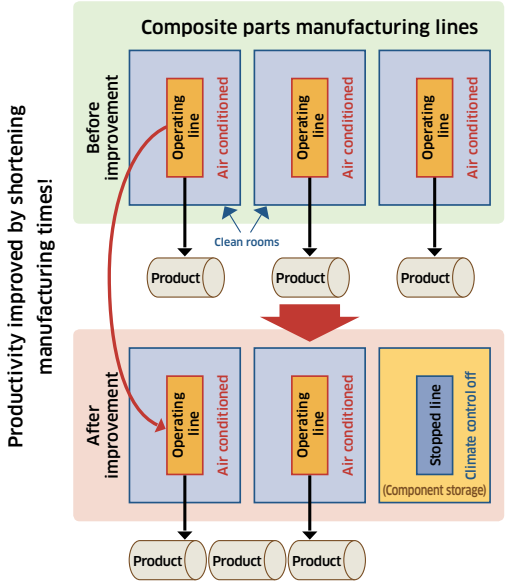 Composite parts manufacturing lines
Productivity improved by shortening
manufacturing times!
Before
improvement
Operating
line
Air conditioned
Operating
line
Air conditioned
Operating
line
Air conditioned
Clean rooms
Product
Product
Product
After
improvement
Operating
line
Air conditioned
Operating
line
Air conditioned
Stopped line
Climate control off
(Component storage)
Product
Product
Product